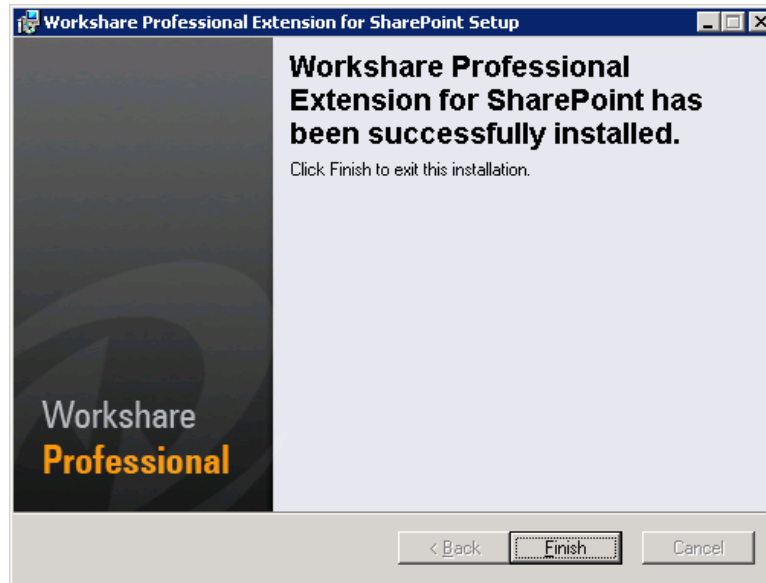 Workshare Professional Extension for SharePoint Setup
Workshare Professional
Extension for SharePoint has
been successfully installed.
Click Finish to exit this installation.
Workshare
Professional
< Back
Finish
Cancel